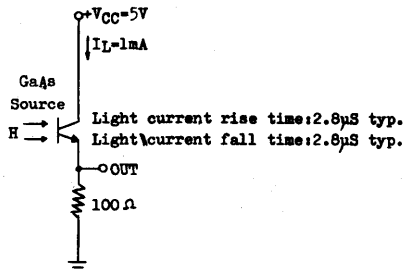 +VCC=5V
IL=1mA
GaAs
Source
H
Light current rise time:2.8µS typ.
Light current fall time:2.8µS typ.
OUT
100Ω